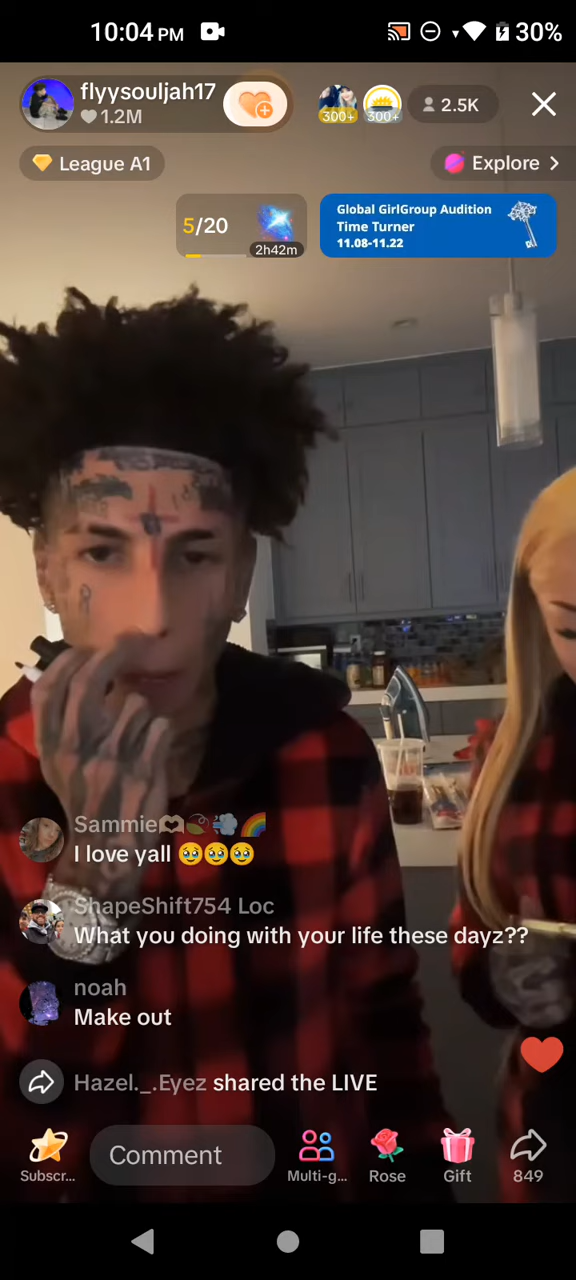 10:04 PM
30%
flyysouljah17
1.2M
300+
300+
2.5K
League A1
Explore >
5/20
2h42m
Global GirlGroup Audition
Time Turner
11.08-11.22
Sammie🫶🍃💨🌈
I love yall 🥹🥹🥹
ShapeShift754 Loc
What you doing with your life these dayz??
noah
Make out
Hazel._.Eyez shared the LIVE
Comment
Subscr...
Multi-g...
Rose
Gift
849